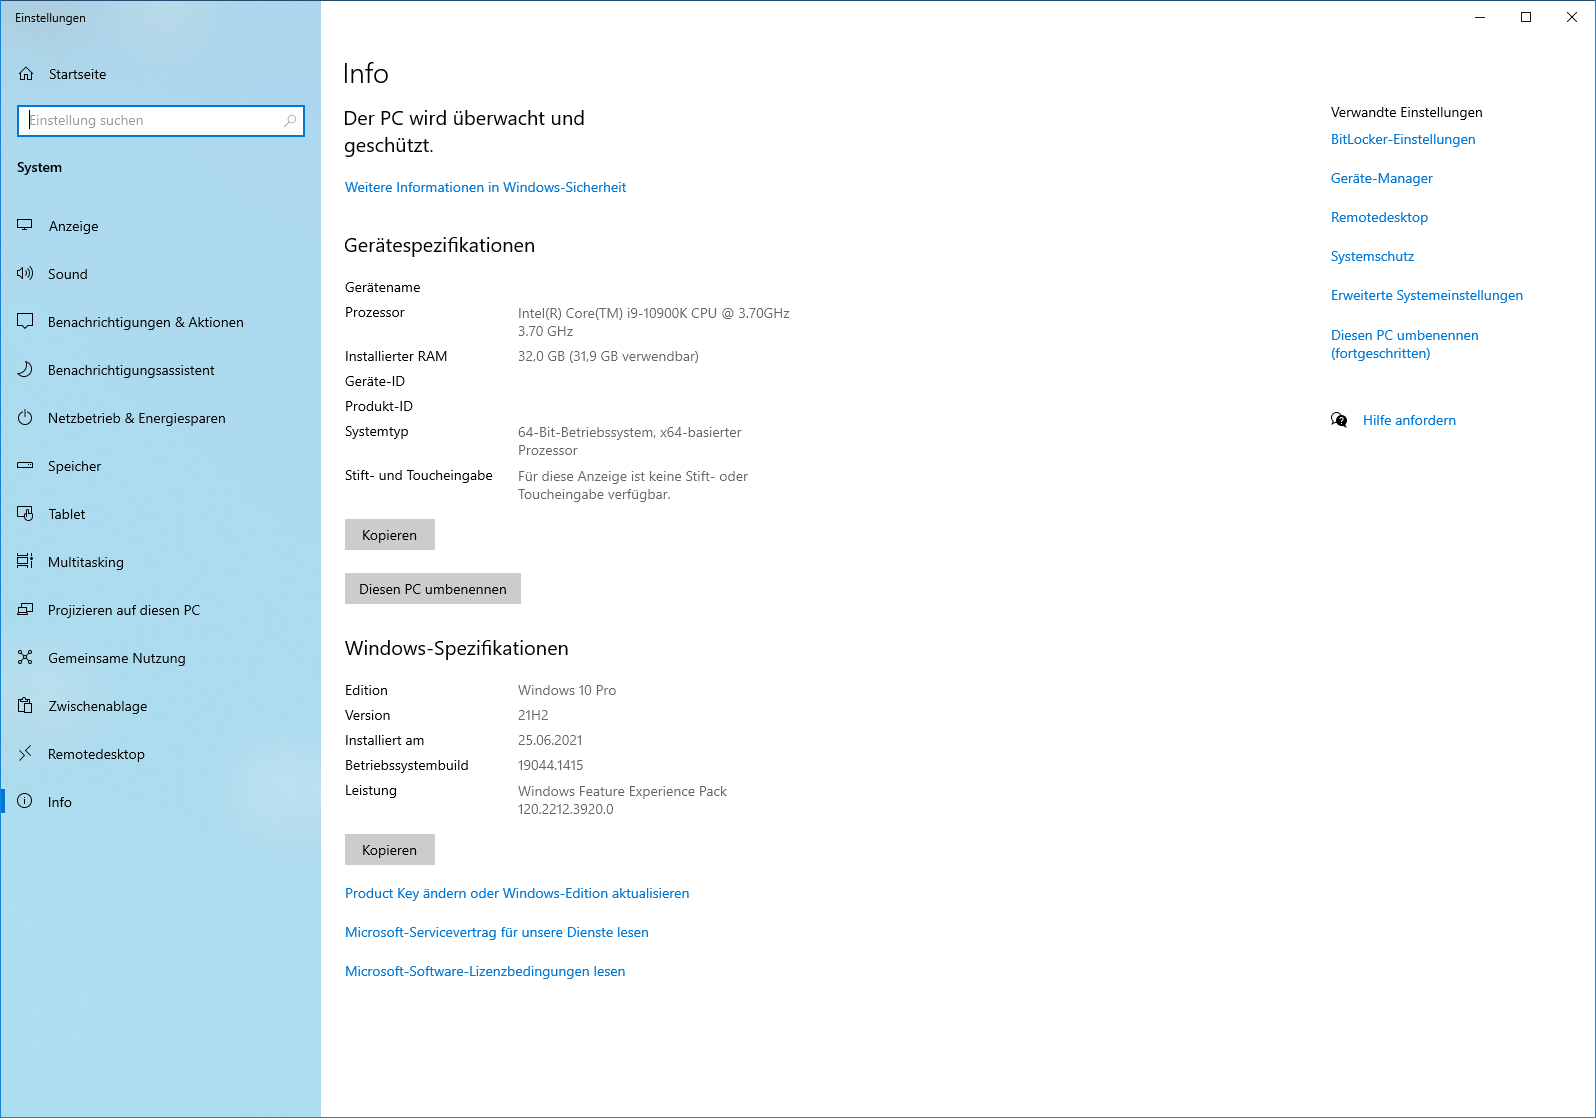 Einstellungen
Startseite
Einstellung suchen
System
Anzeige
Sound
Benachrichtigungen & Aktionen
Benachrichtigungsassistent
Netzbetrieb & Energiesparen
Speicher
Tablet
Multitasking
Projizieren auf diesen PC
Gemeinsame Nutzung
Zwischenablage
Remotedesktop
Info
Info
Der PC wird überwacht und
geschützt.
Weitere Informationen in Windows-Sicherheit
Gerätespezifikationen
Gerätename
Prozessor Intel(R) Core(TM) i9-10900K CPU @ 3.70GHz
3.70 GHz
Installierter RAM 32,0 GB (31,9 GB verwendbar)
Geräte-ID
Produkt-ID
Systemtyp 64-Bit-Betriebssystem, x64-basierter
Prozessor
Stift- und Toucheingabe Für diese Anzeige ist keine Stift- oder
Toucheingabe verfügbar.
Kopieren
Diesen PC umbenennen
Windows-Spezifikationen
Edition Windows 10 Pro
Version 21H2
Installiert am 25.06.2021
Betriebssystembuild 19044.1415
Leistung Windows Feature Experience Pack
120.2212.3920.0
Kopieren
Product Key ändern oder Windows-Edition aktualisieren
Microsoft-Servicevertrag für unsere Dienste lesen
Microsoft-Software-Lizenzbedingungen lesen
Verwandte Einstellungen
BitLocker-Einstellungen
Geräte-Manager
Remotedesktop
Systemschutz
Erweiterte Systemeinstellungen
Diesen PC umbenennen
(fortgeschritten)
Hilfe anfordern